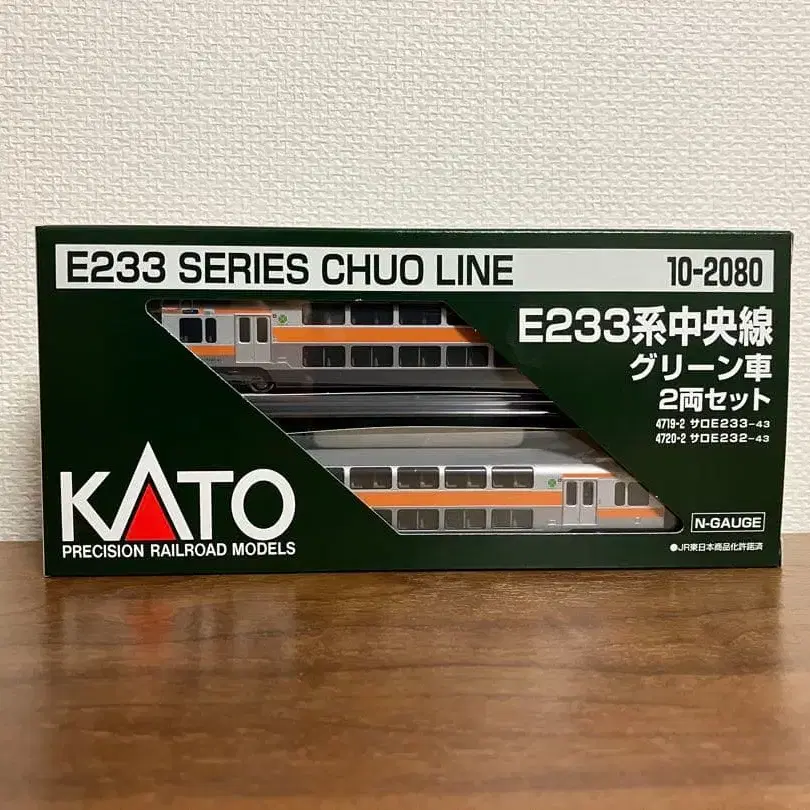 E233 SERIES CHUO LINE 10-2080
E233系中央線
グリーン車
2両セット
4719-2 サロE233-43
4720-2 サロE232-43
KATO
PRECISION RAILROAD MODELS
N-GAUGE
●JR東日本商品化許諾済